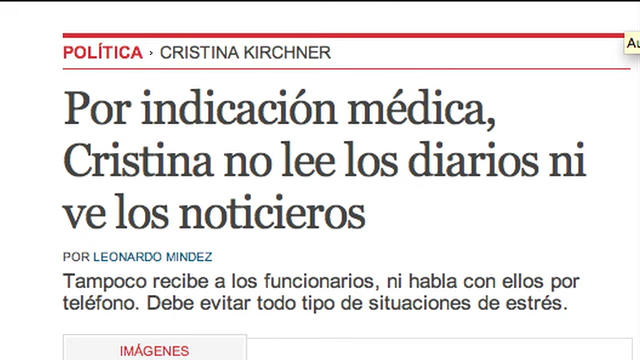 POLÍTICA › CRISTINA KIRCHNER
Au
Por indicación médica,
Cristina no lee los diarios ni
ve los noticieros
POR LEONARDO MINDEZ
Tampoco recibe a los funcionarios, ni habla con ellos por
teléfono. Debe evitar todo tipo de situaciones de estrés.
IMÁGENES